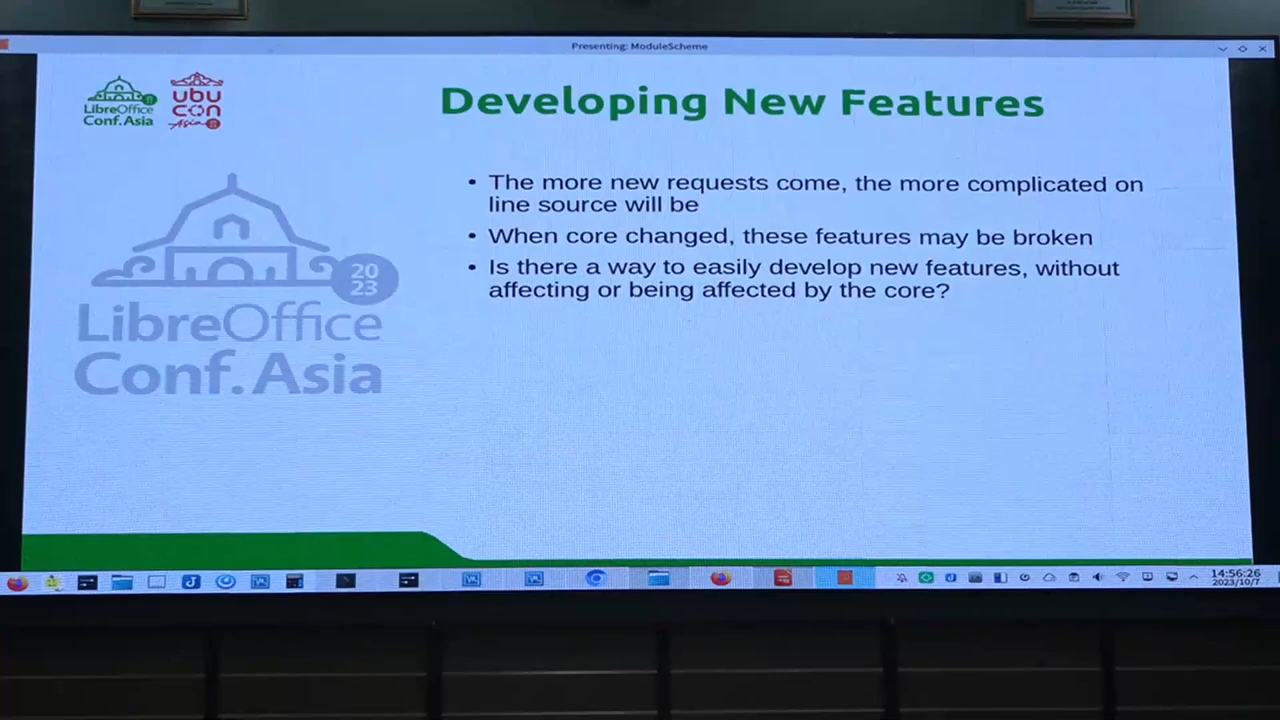 Presenting: ModuleScheme
LibreOffice
Conf.Asia
ubu
con
Asia
Developing New Features
• The more new requests come, the more complicated on
line source will be
• When core changed, these features may be broken
• Is there a way to easily develop new features, without
affecting or being affected by the core?
20
23
LibreOffice
Conf.Asia
14:56:26
2023/10/7